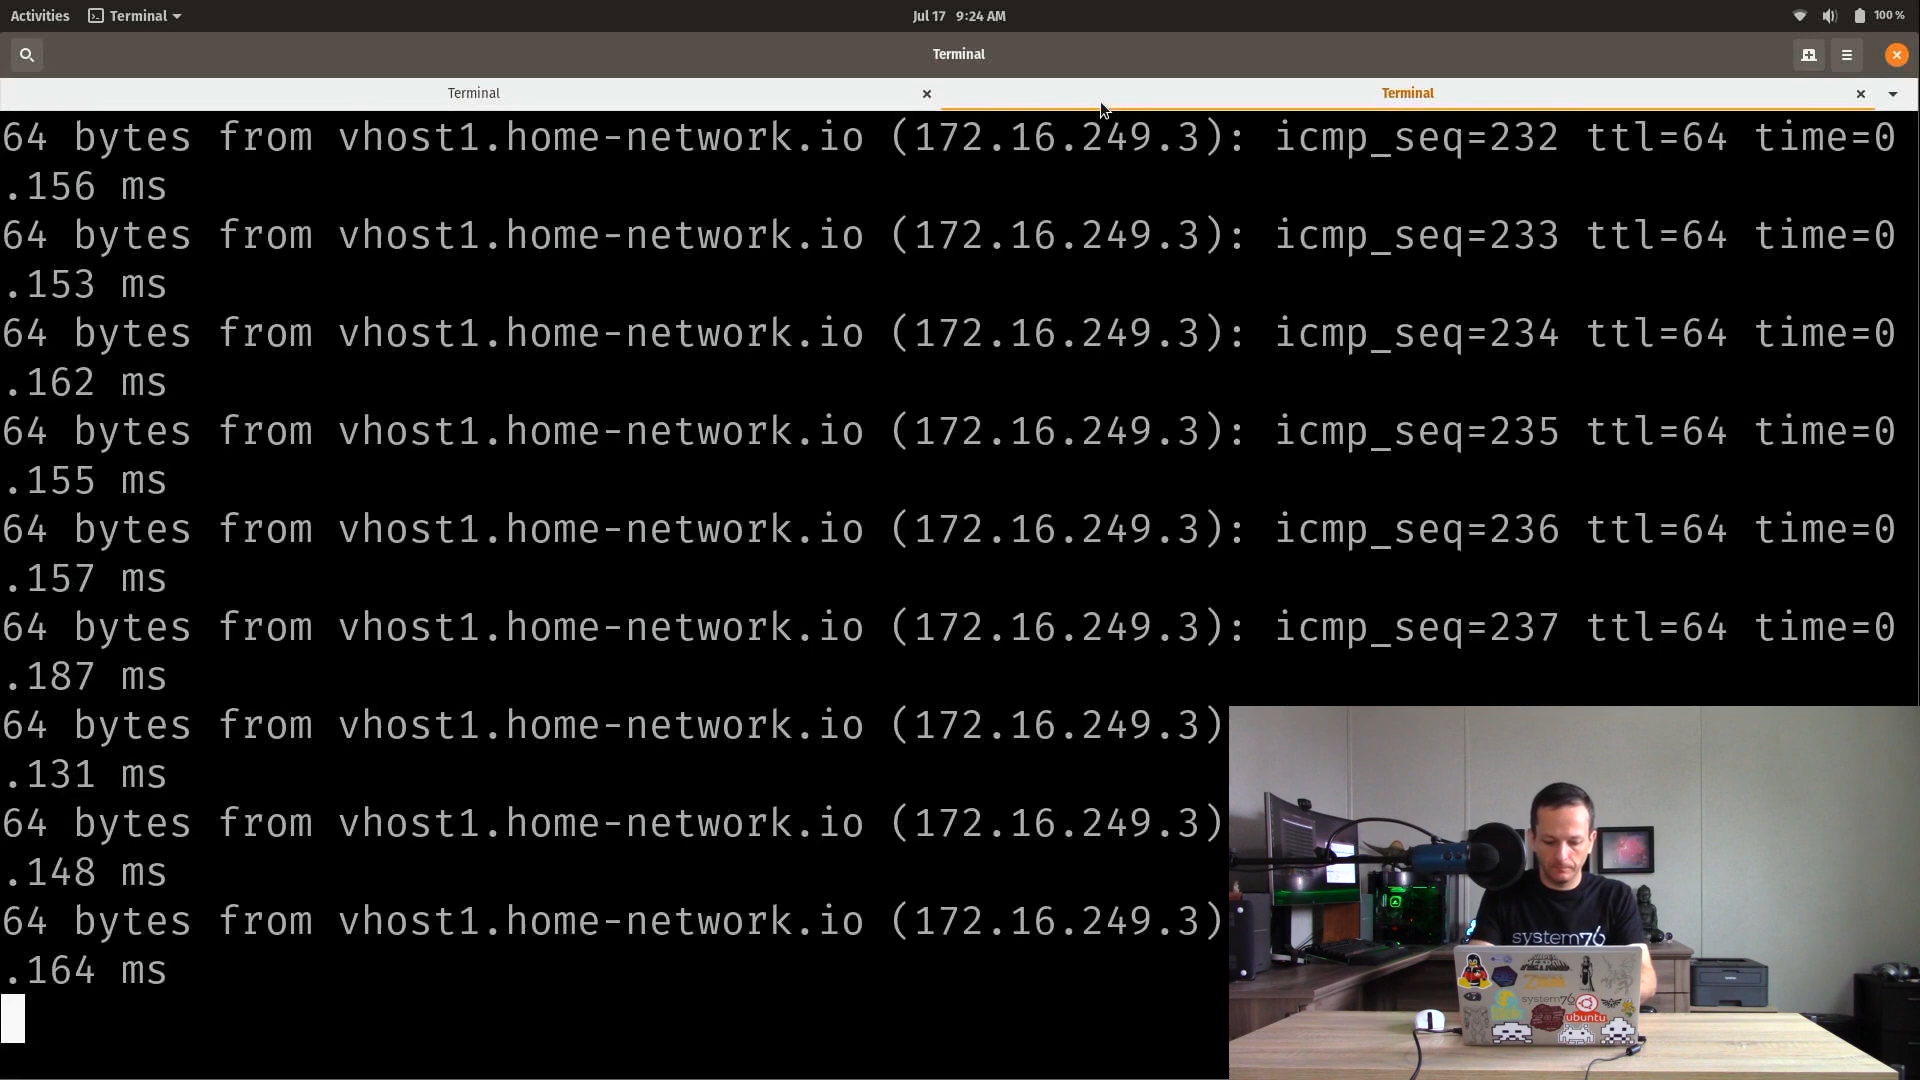 Activities Terminal Jul 17 9:24 AM 100 %
Terminal
Terminal Terminal
64 bytes from vhost1.home-network.io (172.16.249.3): icmp_seq=232 ttl=64 time=0
.156 ms
64 bytes from vhost1.home-network.io (172.16.249.3): icmp_seq=233 ttl=64 time=0
.153 ms
64 bytes from vhost1.home-network.io (172.16.249.3): icmp_seq=234 ttl=64 time=0
.162 ms
64 bytes from vhost1.home-network.io (172.16.249.3): icmp_seq=235 ttl=64 time=0
.155 ms
64 bytes from vhost1.home-network.io (172.16.249.3): icmp_seq=236 ttl=64 time=0
.157 ms
64 bytes from vhost1.home-network.io (172.16.249.3): icmp_seq=237 ttl=64 time=0
.187 ms
64 bytes from vhost1.home-network.io (172.16.249.3)
.131 ms
64 bytes from vhost1.home-network.io (172.16.249.3)
.148 ms
64 bytes from vhost1.home-network.io (172.16.249.3)
.164 ms
system76
system76
ubuntu